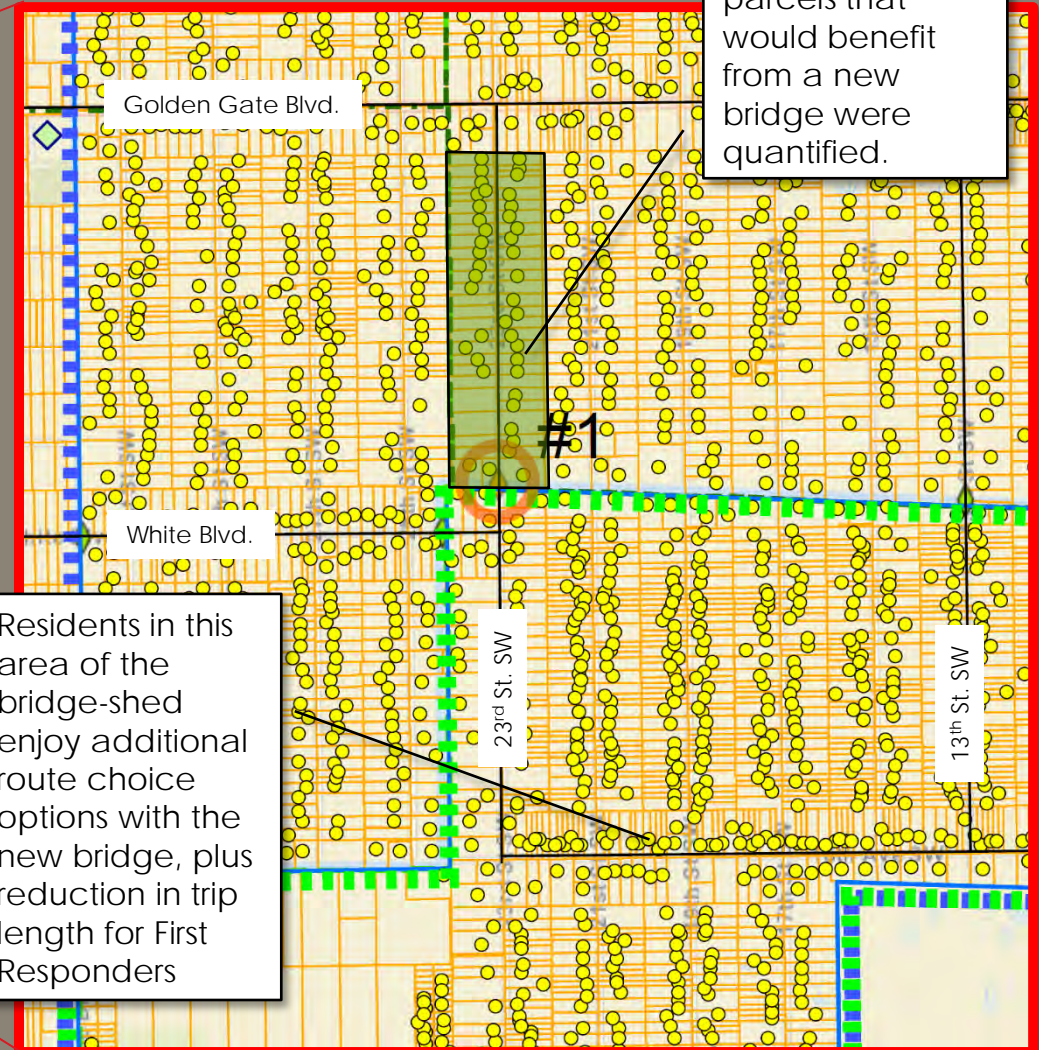 parcels that
would benefit
from a new
bridge were
quantified.
Golden Gate Blvd.
#1
White Blvd.
Residents in this
area of the
bridge-shed
enjoy additional
route choice
options with the
new bridge, plus
reduction in trip
length for First
Responders
23rd St. SW
13th St. SW